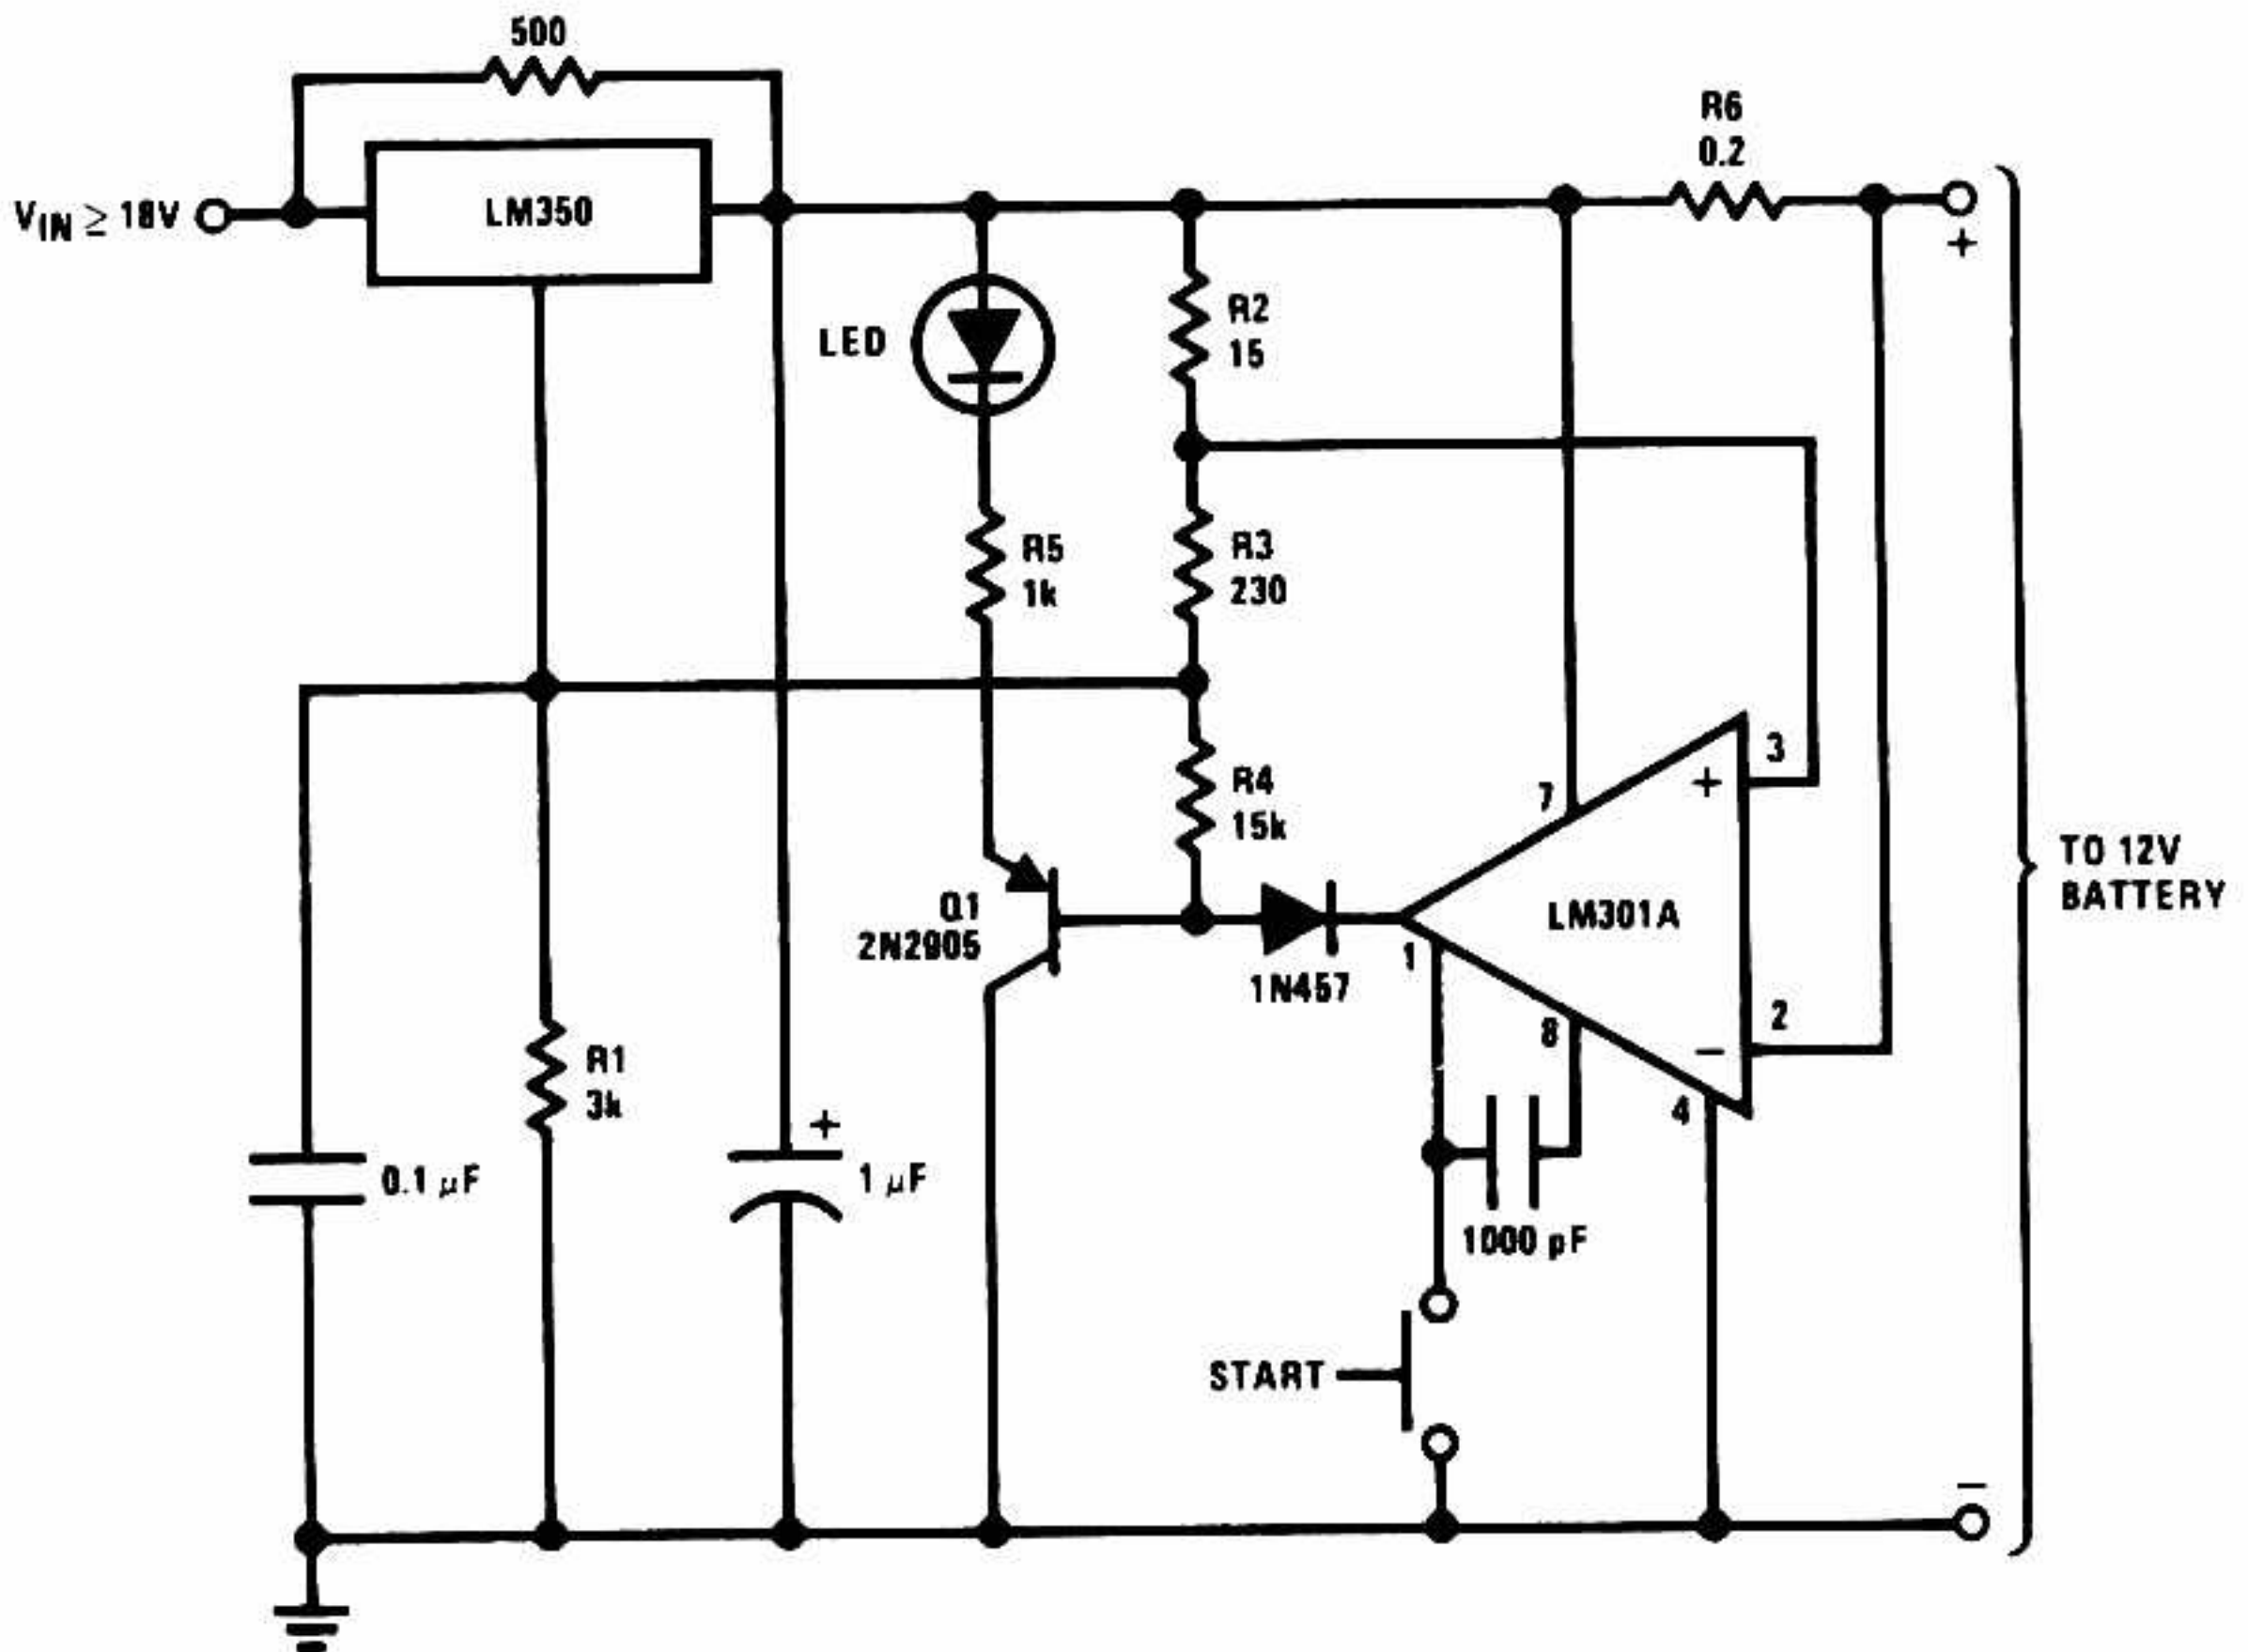 500
R6
0.2
VIN ≥ 18V
LM350
+
LED
R2
15
R5
1k
R3
230
3
+
7
R4
15k
TO 12V
BATTERY
Q1
2N2905
LM301A
1
1N457
2
8
−
R1
3k
4
+
0.1 μF
1 μF
1000 pF
START
−